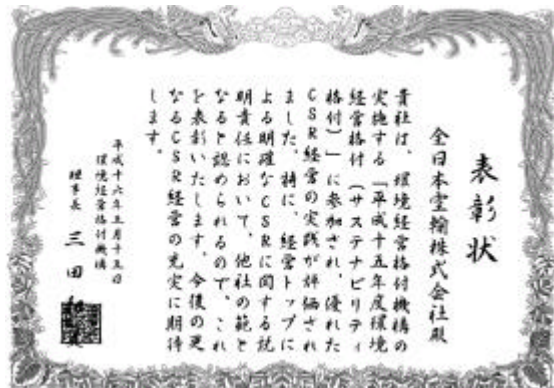 表彰状
全日本空輸株式会社殿
貴社は、環境経営格付機構の
実施する「平成十五年度環境
経営格付(サステナビリティ
格付)」に参加され、優れた
CSR経営の実践が評価され
ました。特に、経営トップに
よる明確なCSRに関する説
明責任において、他社の範と
なると認められるので、これ
を表彰いたします。今後の更
なるCSR経営の充実に期待
します。
平成十六年三月十五日
環境経営格付機構
理事長 三田